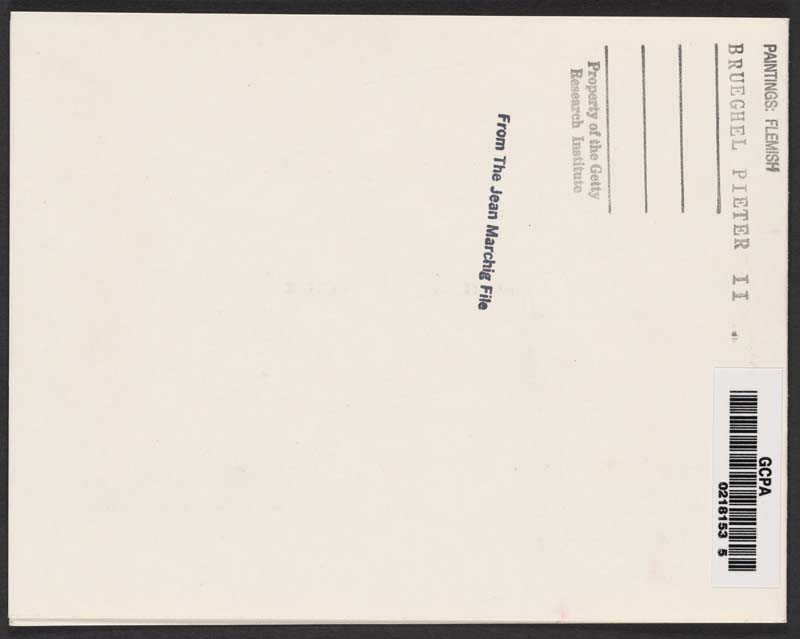 PAINTINGS: FLEMISH
BRUEGHEL PIETER II
Property of the Getty
Research Institute
From The Jean Marchig File
GCPA
0218153 5